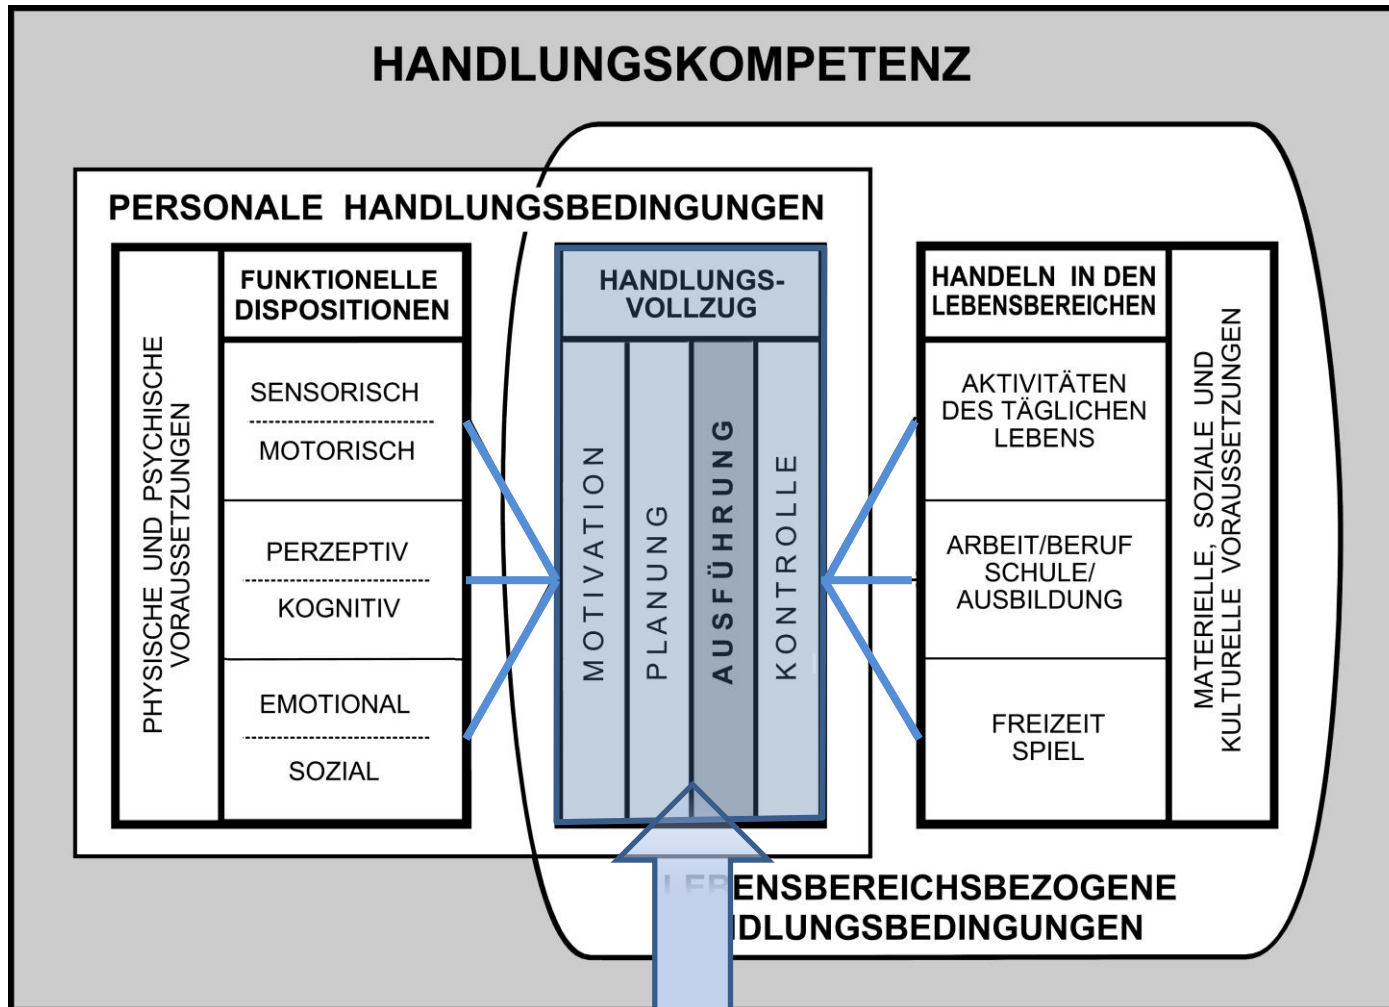 HANDLUNGSKOMPETENZ
PERSONALE HANDLUNGSBEDINGUNGEN
PHYSISCHE UND PSYCHISCHE
VORAUSSETZUNGEN
FUNKTIONELLE
DISPOSITIONEN
SENSORISCH
MOTORISCH
PERZEPTIV
KOGNITIV
EMOTIONAL
SOZIAL
HANDLUNGS-
VOLLZUG
MOTIVATION
PLANUNG
AUSFÜHRUNG
KONTROLLE
HANDELN IN DEN
LEBENSBEREICHEN
AKTIVITÄTEN
DES TÄGLICHEN
LEBENS
ARBEIT/BERUF
SCHULE/
AUSBILDUNG
FREIZEIT
SPIEL
MATERIELLE, SOZIALE UND
KULTURELLE VORAUSSETZUNGEN
LEBENSBEREICHSBEZOGENE
NDLUNGSBEDINGUNGEN